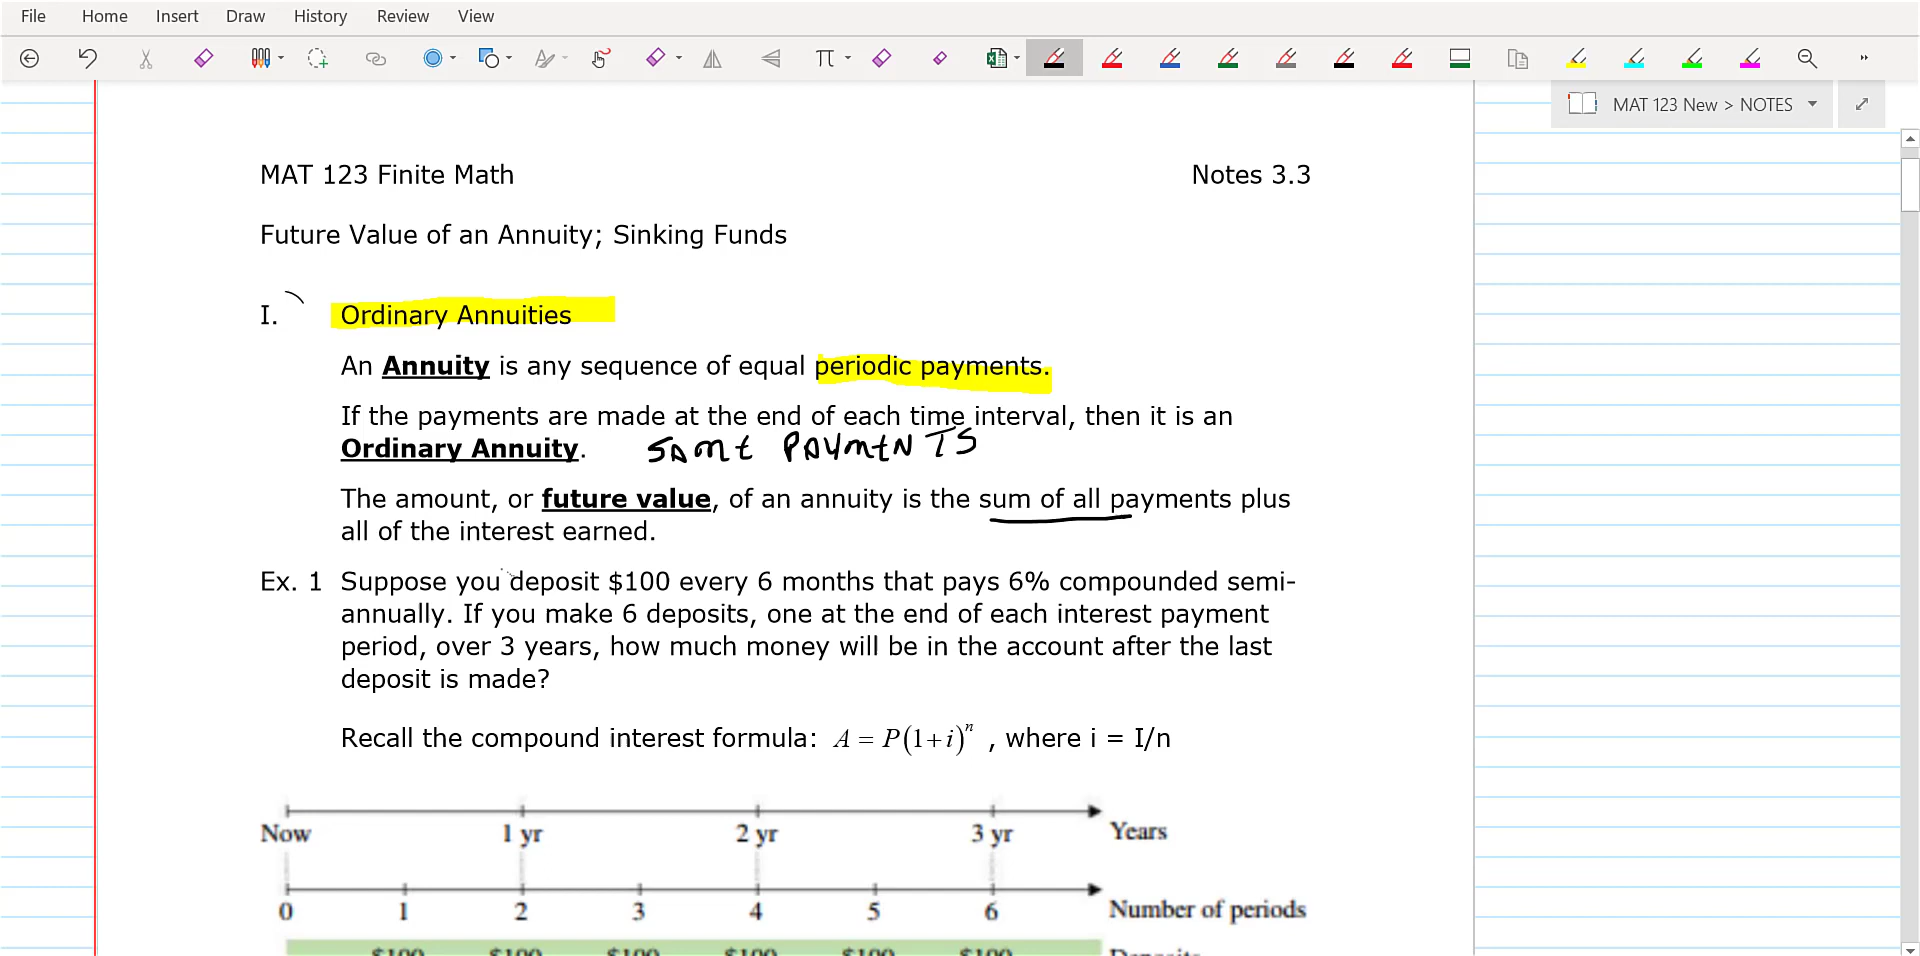 File Home Insert Draw History Review View
MAT 123 New > NOTES
MAT 123 Finite Math Notes 3.3
Future Value of an Annuity; Sinking Funds
I. Ordinary Annuities
An Annuity is any sequence of equal periodic payments.
If the payments are made at the end of each time interval, then it is an
Ordinary Annuity. SAME PAYMENTS
The amount, or future value, of an annuity is the sum of all payments plus
all of the interest earned.
Ex. 1 Suppose you deposit $100 every 6 months that pays 6% compounded semi-
annually. If you make 6 deposits, one at the end of each interest payment
period, over 3 years, how much money will be in the account after the last
deposit is made?
Recall the compound interest formula: A = P(1+i)^n , where i = I/n
Now 1 yr 2 yr 3 yr Years
0 1 2 3 4 5 6 Number of periods
$100 $100 $100 $100 $100 $100 Deposits